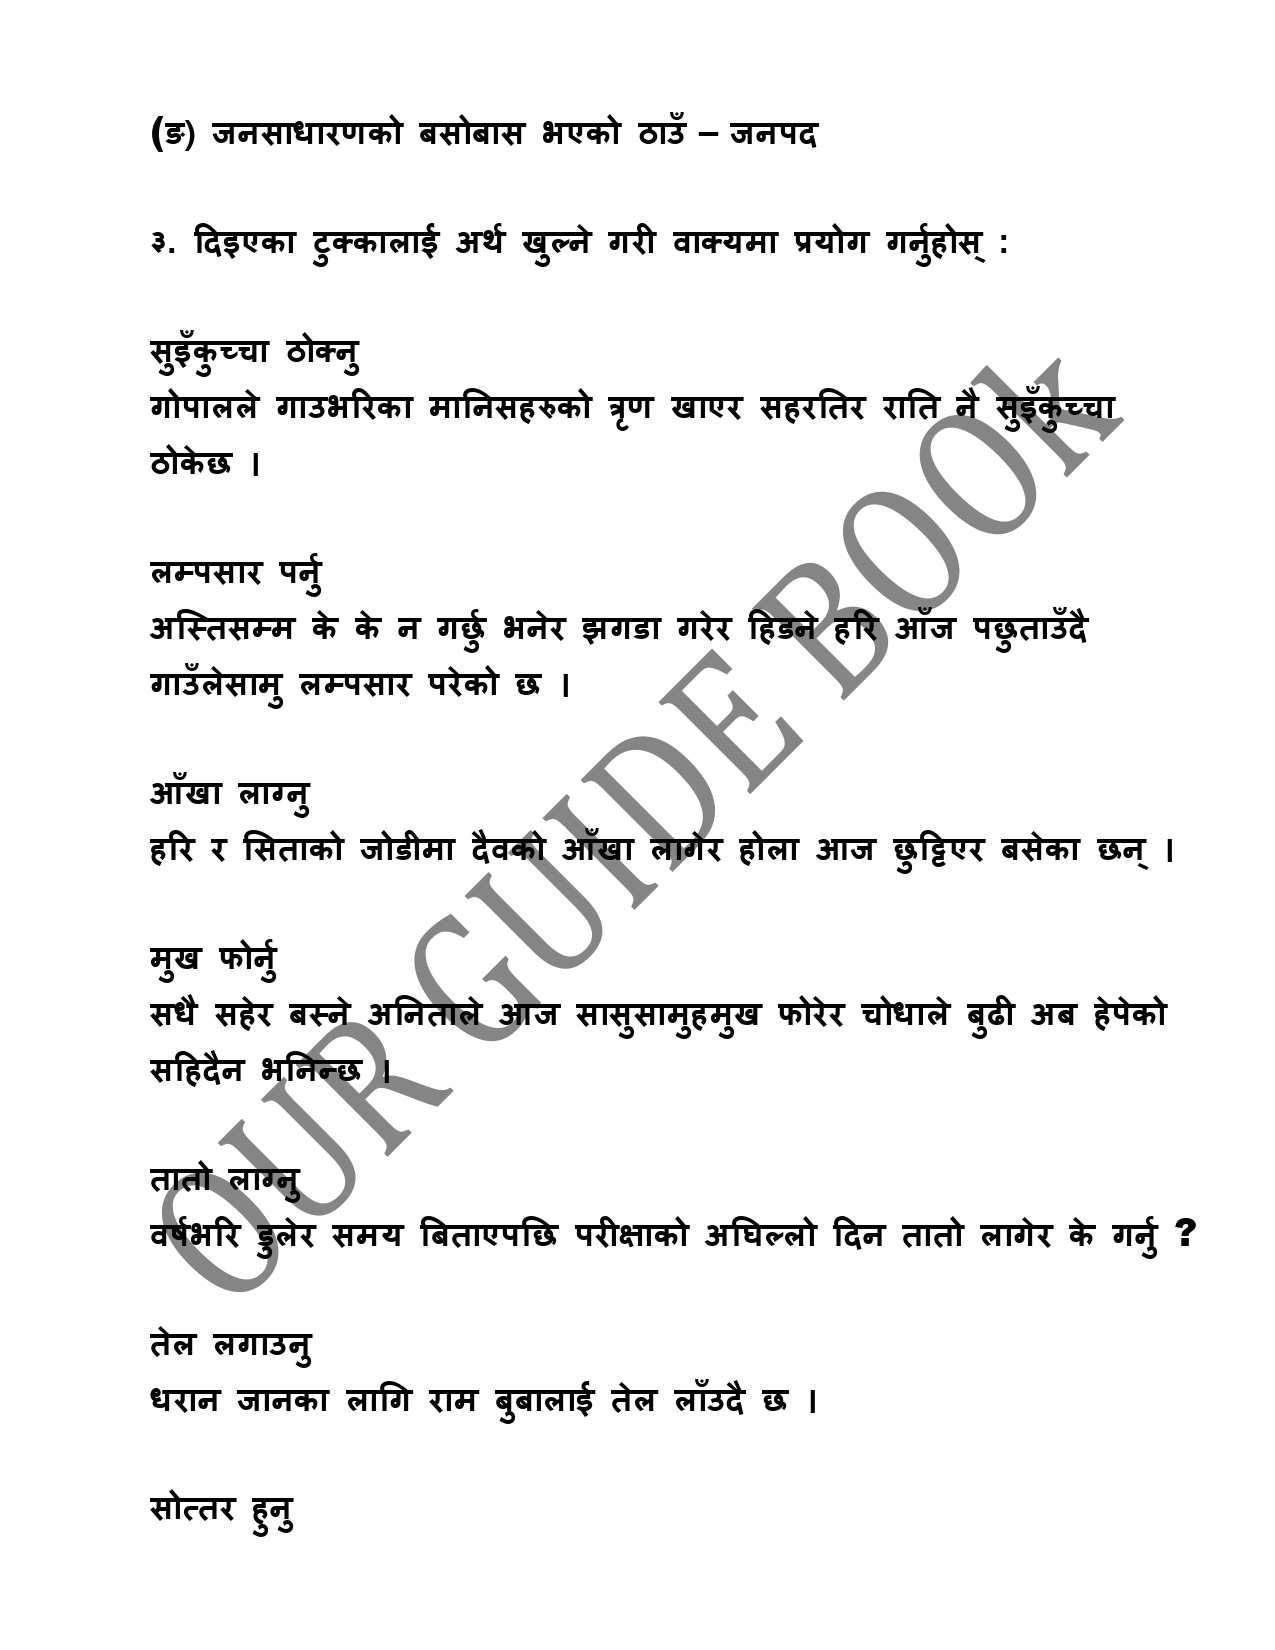 (ङ) जनसाधारणको बसोबास भएको ठाउँ – जनपद
३. दिइएका टुक्कालाई अर्थ खुल्ने गरी वाक्यमा प्रयोग गर्नुहोस् :
सुइँकुच्चा ठोक्नु
गोपालले गाउभरिका मानिसहरुको त्रृण खाएर सहरतिर राति नै सुइँकुच्चा
ठोकेछ ।
लम्पसार पर्नु
अस्तिसम्म के के न गर्छु भनेर झगडा गरेर हिडने हरि आँज पछुताउँदै
गाउँलेसामु लम्पसार परेको छ ।
आँखा लाग्नु
हरि र सिताको जोडीमा दैवको आँखा लागेर होला आज छुट्टिएर बसेका छन् ।
मुख फोर्नु
सधै सहेर बस्ने अनिताले आज सासुसामुहमुख फोरेर चोधाले बुढी अब हेपेको
सहिदैन भनिन्छ ।
तातो लाग्नु
वर्षभरि डुलेर समय बिताएपछि परीक्षाको अघिल्लो दिन तातो लागेर के गर्नु ?
तेल लगाउनु
धरान जानका लागि राम बुबालाई तेल लाँउदै छ ।
सोत्तर हुनु
OUR GUIDE BOOk